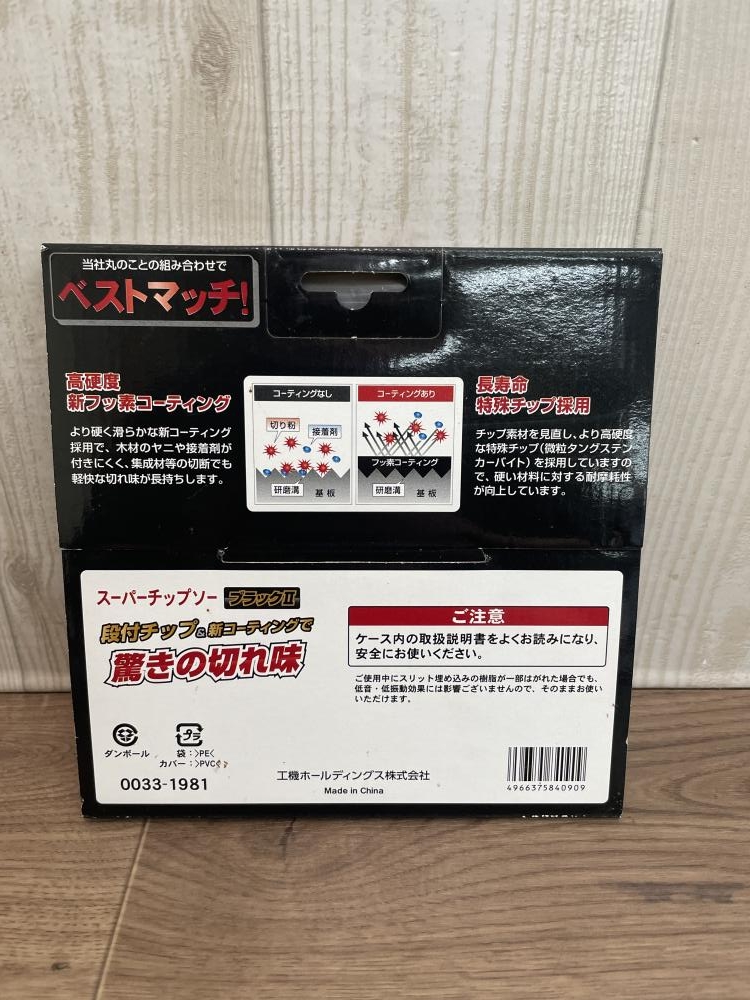 当社丸のことの組み合わせで
ベストマッチ!
高硬度
新フッ素コーティング
より硬く滑らかな新コーティング
採用で、木材のヤニや接着剤が
付きにくく、集成材等の切断でも
軽快な切れ味が長持ちします。
コーティングなし
切り粉
接着剤
研磨溝
基板
コーティングあり
フッ素コーティング
研磨溝
基板
長寿命
特殊チップ採用
チップ素材を見直し、より高硬度
な特殊チップ(微粒タングステン
カーバイト)を採用していますの
で、硬い材料に対する耐摩耗性
が向上しています。
スーパーチップソー ブラックII
段付チップ&新コーティングで
驚きの切れ味
ご注意
ケース内の取扱説明書をよくお読みになり、
安全にお使いください。
ご使用中にスリット埋め込みの樹脂が一部はがれた場合でも、
低音・低振動効果には影響ございませんので、そのままお使い
いただけます。
ダンボール
プラ
袋:>PE<
カバー:>PVC<
0033-1981
工機ホールディングス株式会社
Made in China
4966375840909